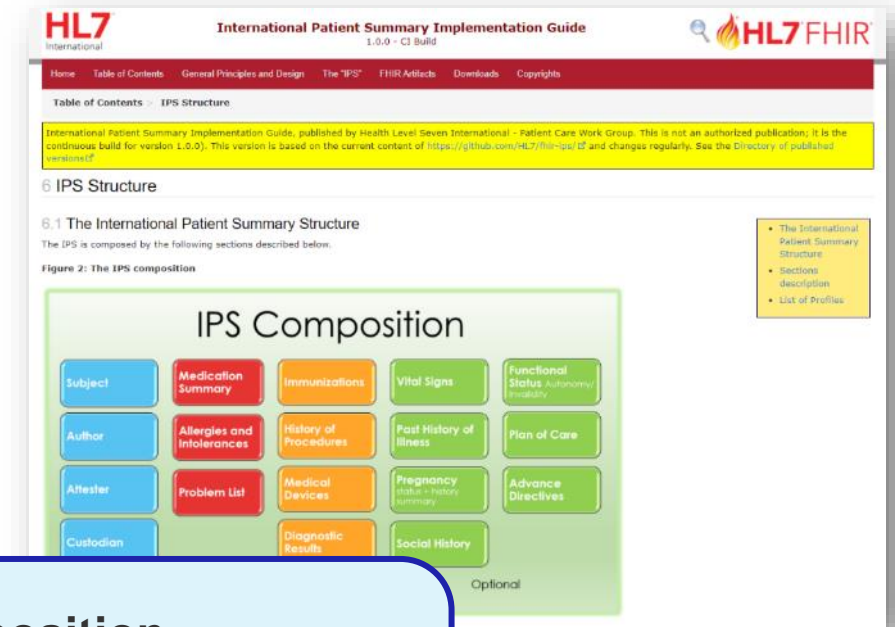 HL7
International
International Patient Summary Implementation Guide
1.0.0 - CI Build
HL7 FHIR
Home Table of Contents General Principles and Design The "IPS" FHIR Artifacts Downloads Copyrights
Table of Contents > IPS Structure
International Patient Summary Implementation Guide, published by Health Level Seven International - Patient Care Work Group. This is not an authorized publication; it is the
continuous build for version 1.0.0). This version is based on the current content of https://github.com/HL7/fhir-ips/ and changes regularly. See the Directory of published
versions
6 IPS Structure
6.1 The International Patient Summary Structure
The IPS is composed by the following sections described below.
Figure 2: The IPS composition
• The International
Patient Summary
Structure
• Sections
description
• List of Profiles
IPS Composition
Subject
Author
Attester
Custodian
Medication
Summary
Allergies and
Intolerances
Problem List
Immunizations
History of
Procedures
Medical
Devices
Diagnostic
Results
Vital Signs
Past History of
Illness
Pregnancy
status + history
summary
Social History
Functional
Status Autonomy/
Invalidity
Plan of Care
Advance
Directives
Optional